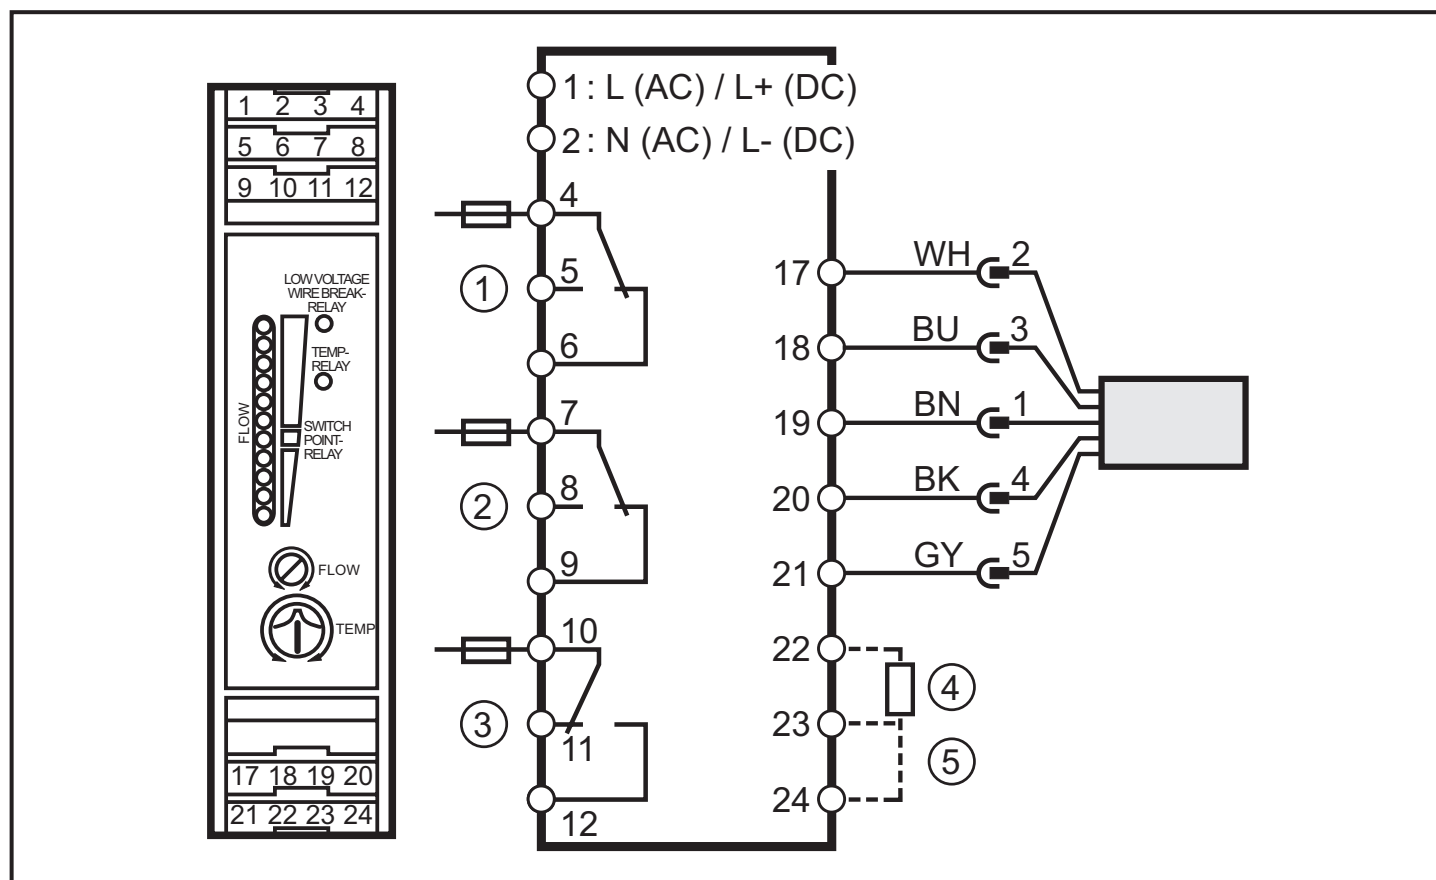 1 2 3 4
5 6 7 8
9 10 11 12
LOW VOLTAGE
WIRE BREAK-
RELAY
TEMP-
RELAY
SWITCH
POINT-
RELAY
FLOW
FLOW
TEMP
17 18 19 20
21 22 23 24
1: L (AC) / L+ (DC)
2: N (AC) / L- (DC)
4
1
5
6
7
2
8
9
10
3
11
12
17 WH 2
18 BU 3
19 BN 1
20 BK 4
21 GY 5
22
4
23
5
24